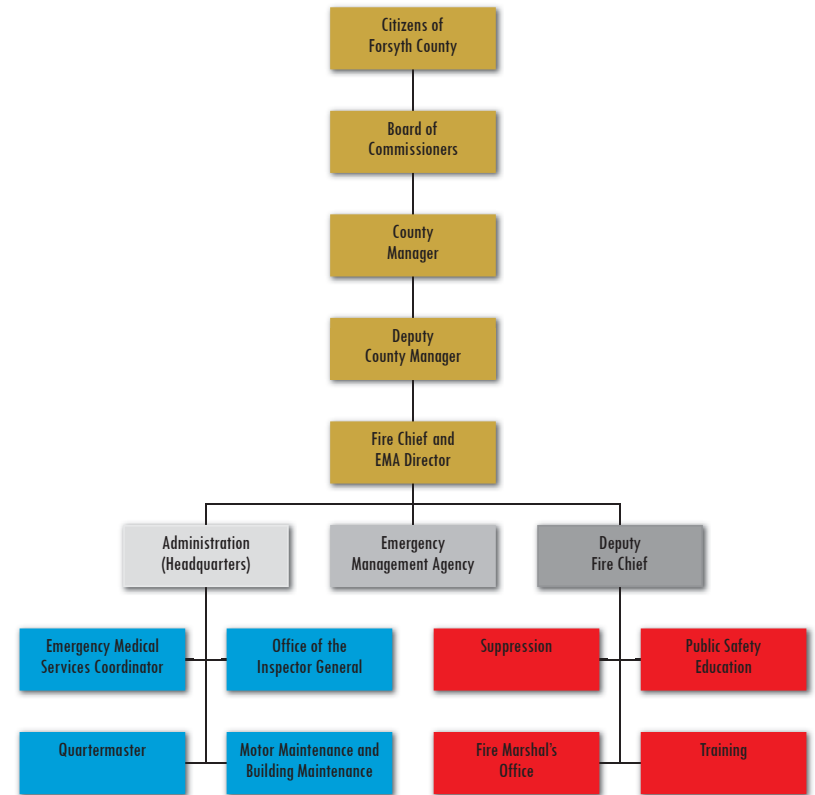 Citizens of
Forsyth County
Board of
Commissioners
County
Manager
Deputy
County Manager
Fire Chief and
EMA Director
Administration
(Headquarters)
Emergency
Management Agency
Deputy
Fire Chief
Emergency Medical
Services Coordinator
Office of the
Inspector General
Suppression
Public Safety
Education
Quartermaster
Motor Maintenance and
Building Maintenance
Fire Marshal's
Office
Training